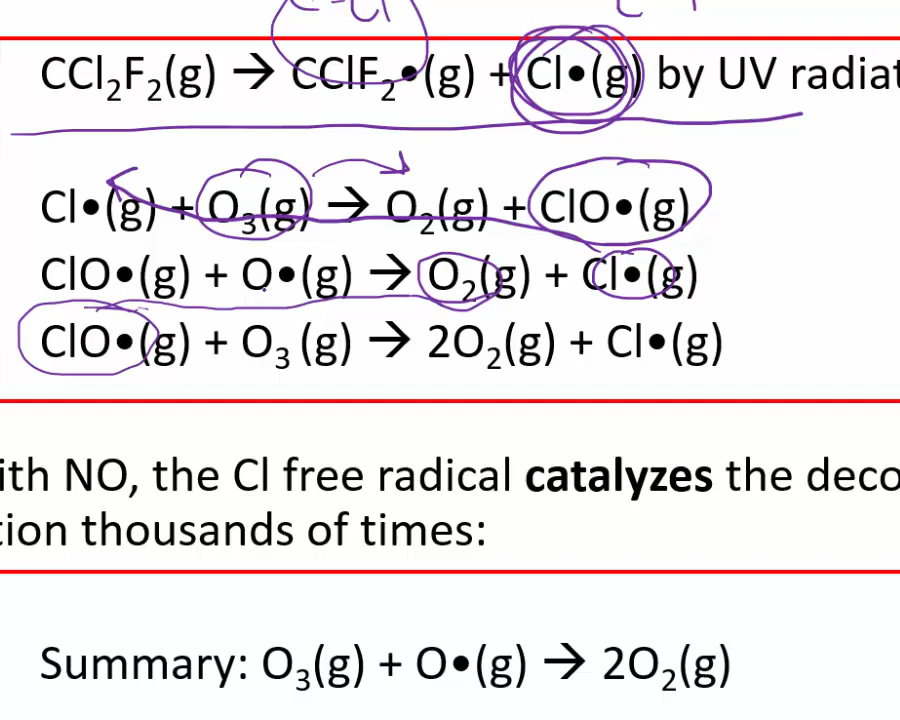 CCl₂F₂(g) → CClF₂•(g) + Cl•(g) by UV radiat
Cl•(g) + O₃(g) → O₂(g) + ClO•(g)
ClO•(g) + O•(g) → O₂(g) + Cl•(g)
ClO•(g) + O₃ (g) → 2O₂(g) + Cl•(g)
ith NO, the Cl free radical catalyzes the deco
tion thousands of times:
Summary: O₃(g) + O•(g) → 2O₂(g)